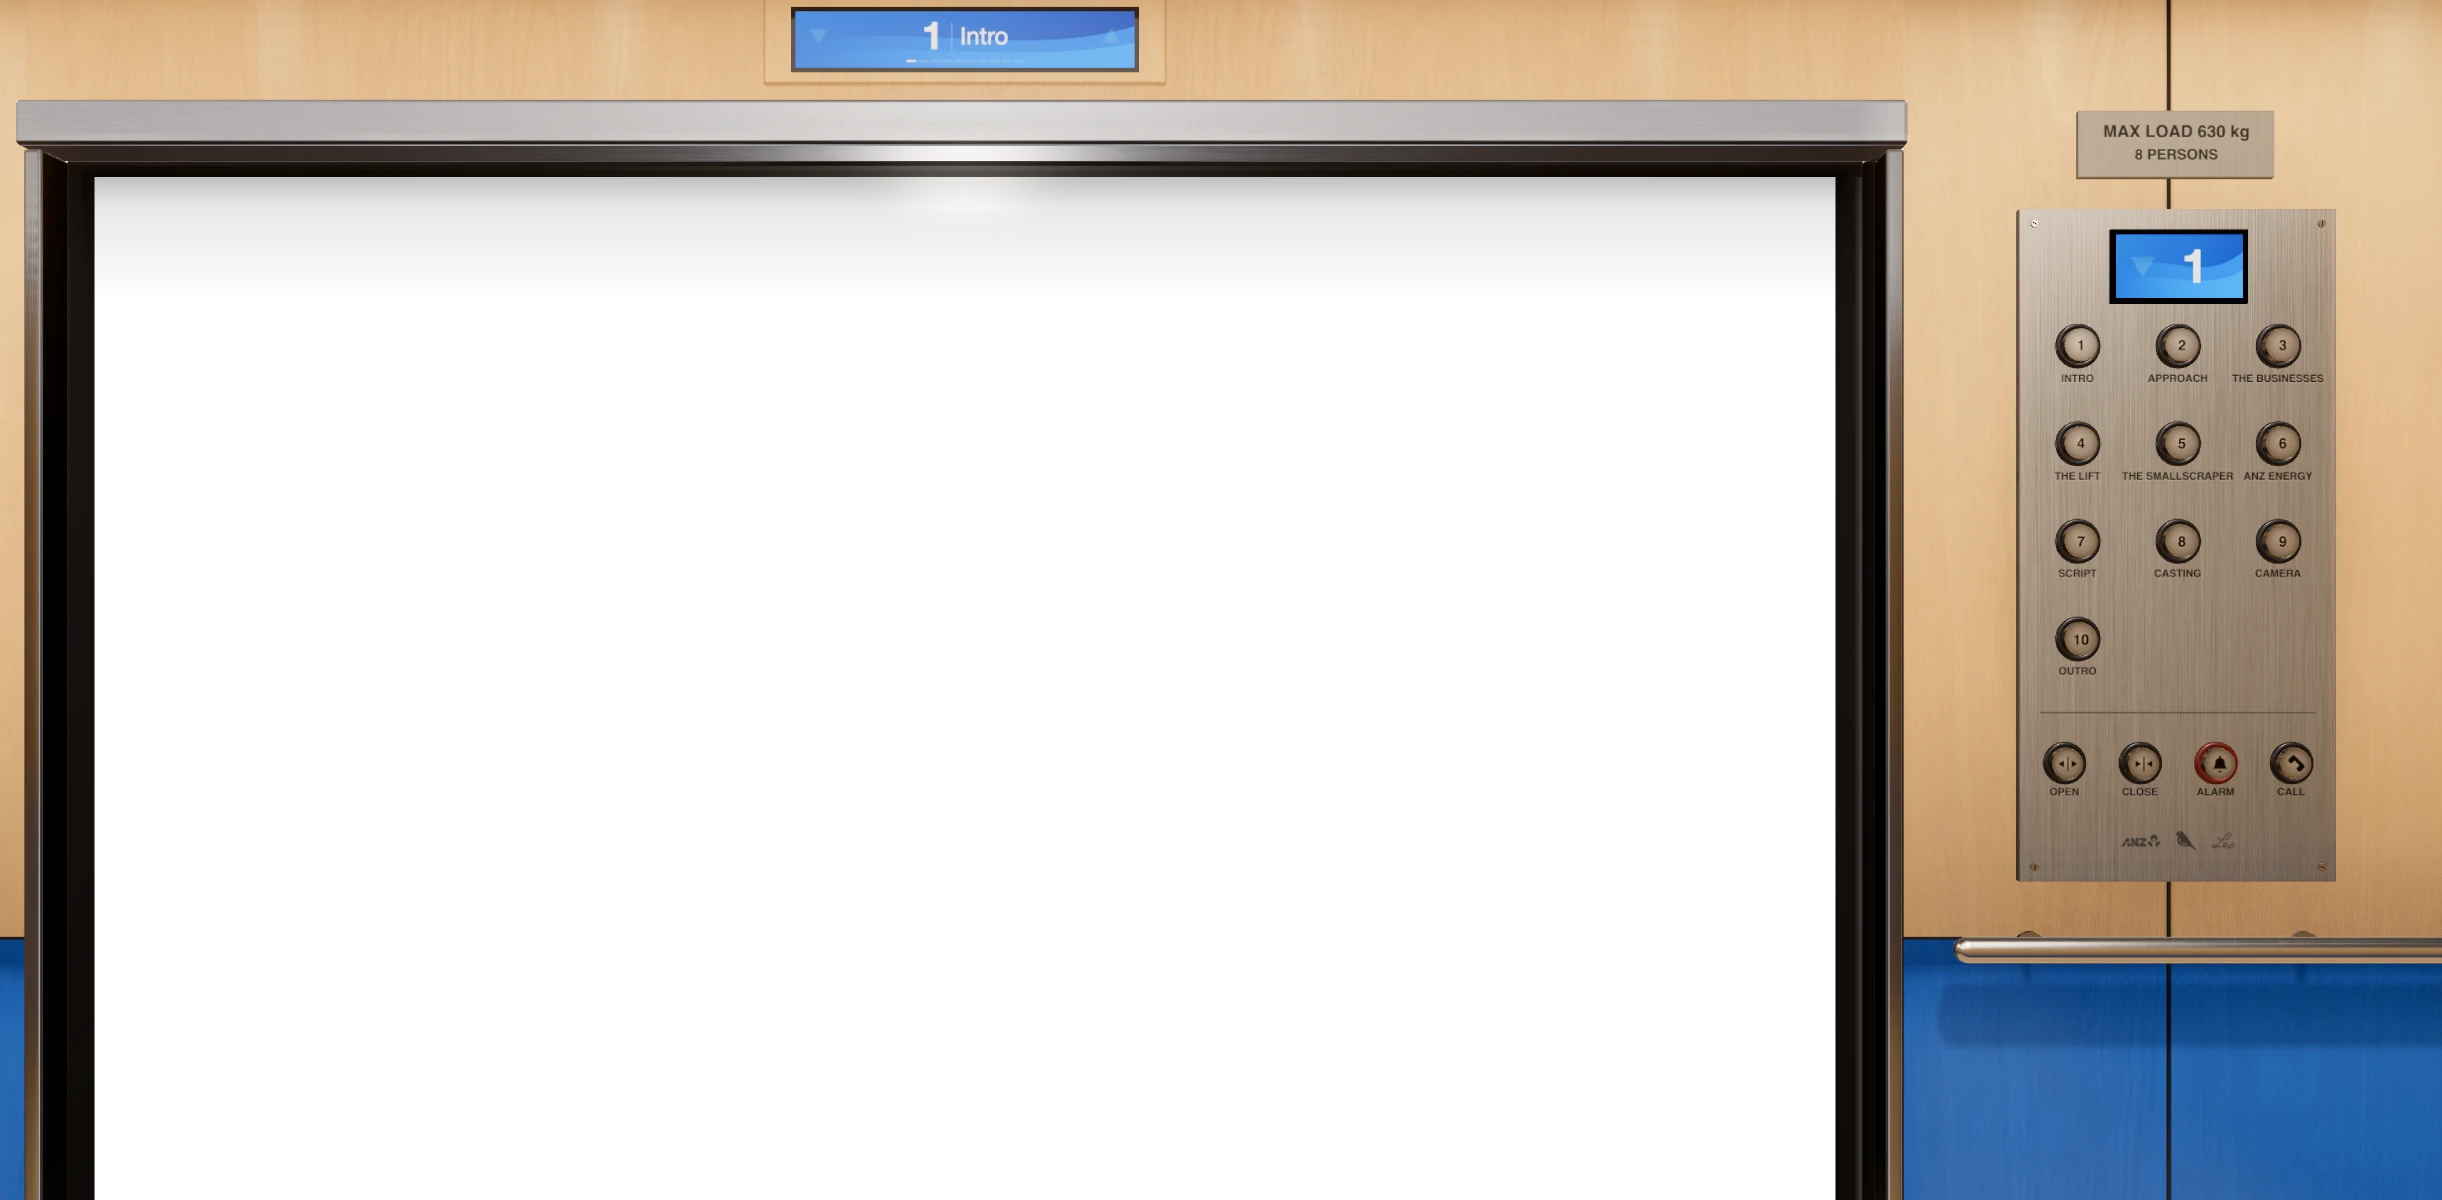 1 Intro
MAX LOAD 630 kg
8 PERSONS
1
1 2 3
INTRO APPROACH THE BUSINESSES
4 5 6
THE LIFT THE SMALLSCRAPER ANZ ENERGY
7 8 9
SCRIPT CASTING CAMERA
10
OUTRO
OPEN CLOSE ALARM CALL
ANZ Leo